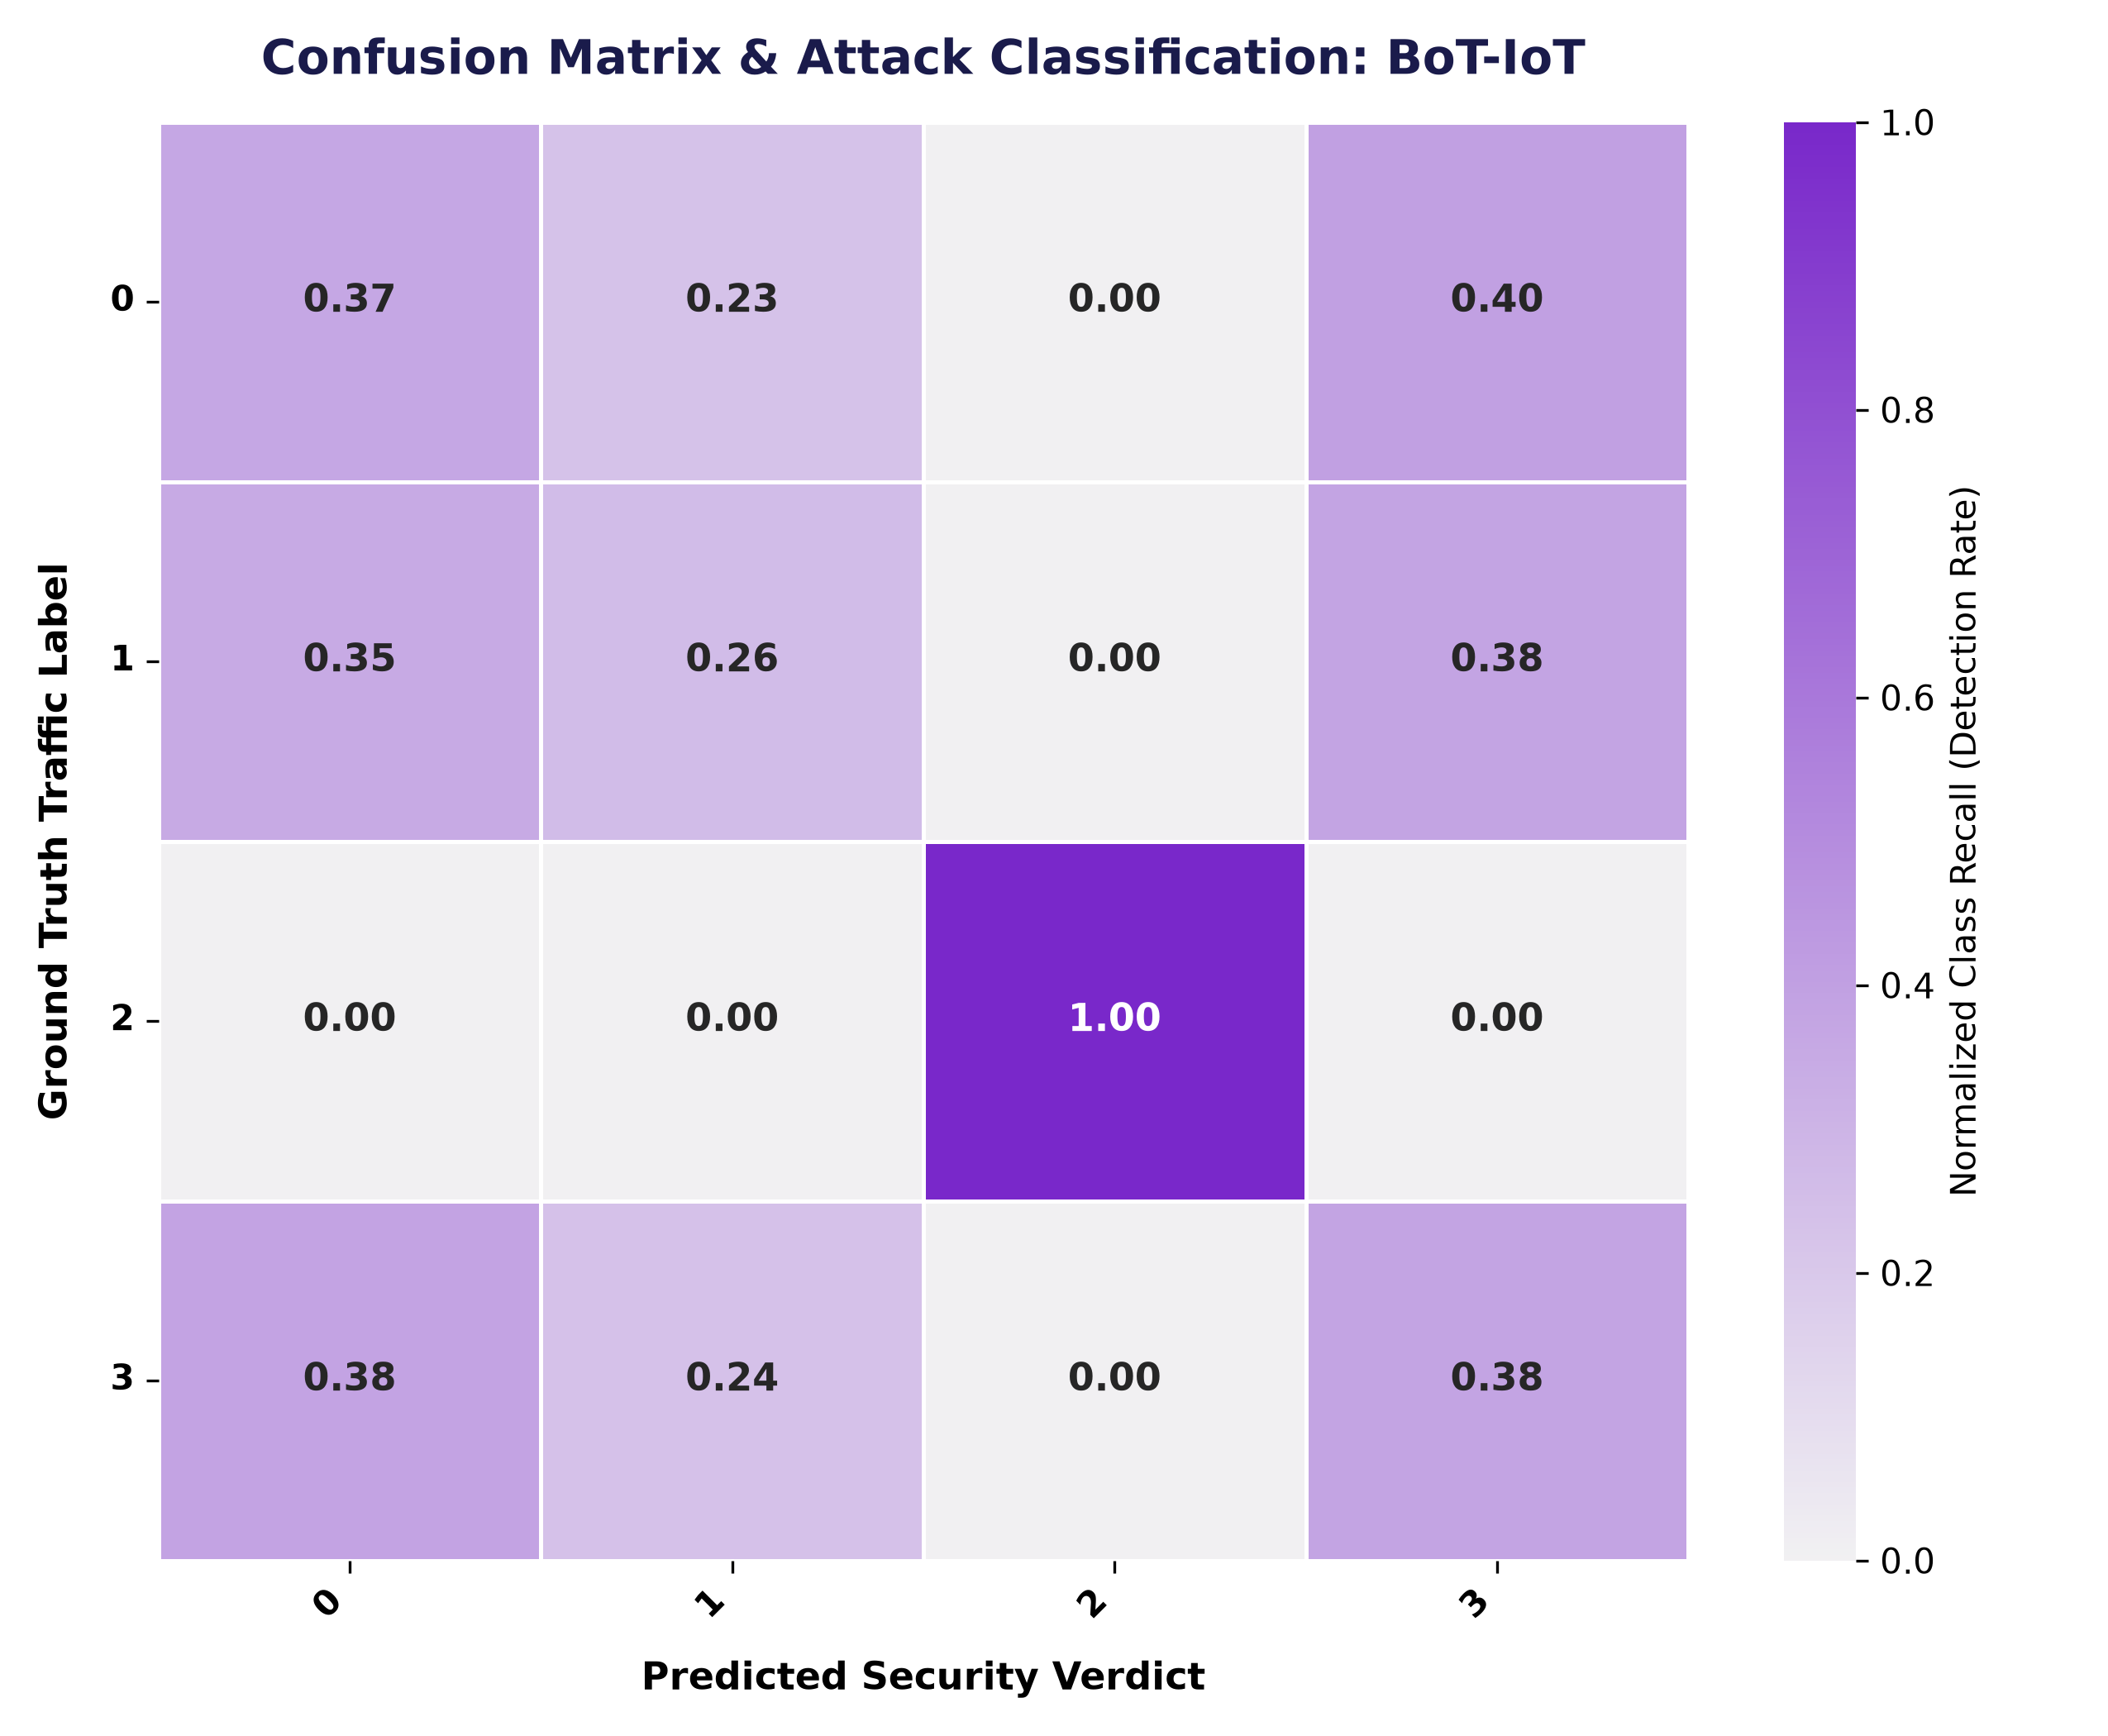 Confusion Matrix & Attack Classification: BoT-IoT
Ground Truth Traffic Label
0 0.37 0.23 0.00 0.40
1 0.35 0.26 0.00 0.38
2 0.00 0.00 1.00 0.00
3 0.38 0.24 0.00 0.38
0 1 2 3
Predicted Security Verdict
1.0
0.8
0.6
0.4
0.2
0.0
Normalized Class Recall (Detection Rate)